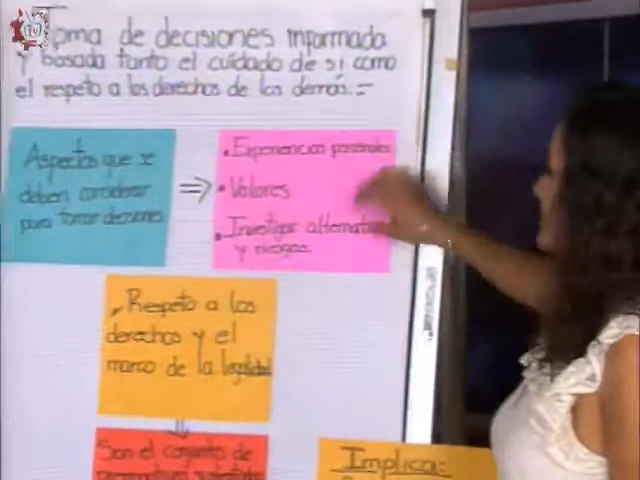 Toma de decisiones informada
y basada tanto el cuidado de si como
el respeto a los derechos de los demás.=
Aspectos que se
deben considerar
para tomar decisiones
⇒
• Experiencias personales
• Valores
• Investigar alternativas
y riesgos
• Respeto a los
derechos y el
marco de la legalidad
Son el conjunto de
Implica: